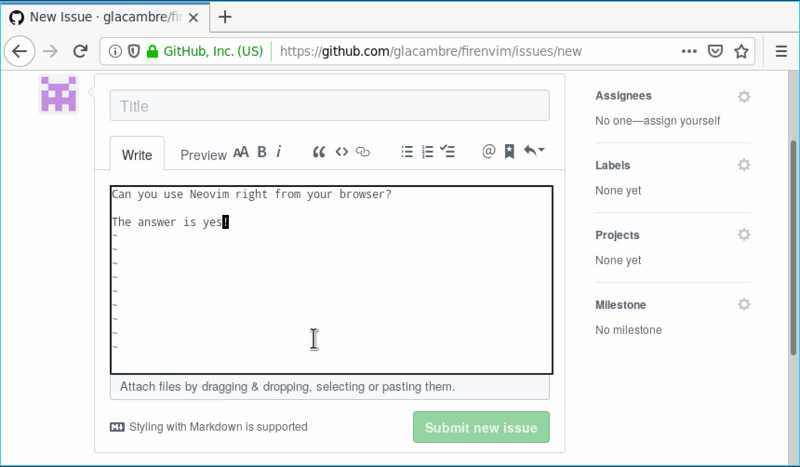 New Issue · glacambre/fir
GitHub, Inc. (US)
https://github.com/glacambre/firenvim/issues/new
Title
Write
Preview
AA B i
@
Can you use Neovim right from your browser?
The answer is yes!
~
~
~
~
~
~
~
~
~
Attach files by dragging & dropping, selecting or pasting them.
Styling with Markdown is supported
Submit new issue
Assignees
No one—assign yourself
Labels
None yet
Projects
None yet
Milestone
No milestone